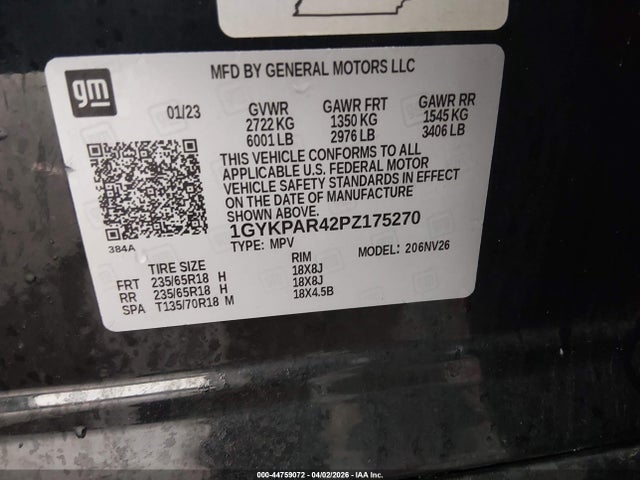 gm
MFD BY GENERAL MOTORS LLC
01/23 GVWR GAWR FRT GAWR RR
2722 KG 1350 KG 1545 KG
6001 LB 2976 LB 3406 LB
THIS VEHICLE CONFORMS TO ALL
APPLICABLE U.S. FEDERAL MOTOR
VEHICLE SAFETY STANDARDS IN EFFECT
ON THE DATE OF MANUFACTURE
SHOWN ABOVE.
1GYKPAR42PZ175270
384A
TYPE: MPV MODEL: 206NV26
TIRE SIZE RIM
FRT 235/65R18 H 18X8J
RR 235/65R18 H 18X8J
SPA T135/70R18 M 18X4.5B
000-44759072 - 04/02/2026 - IAA Inc.